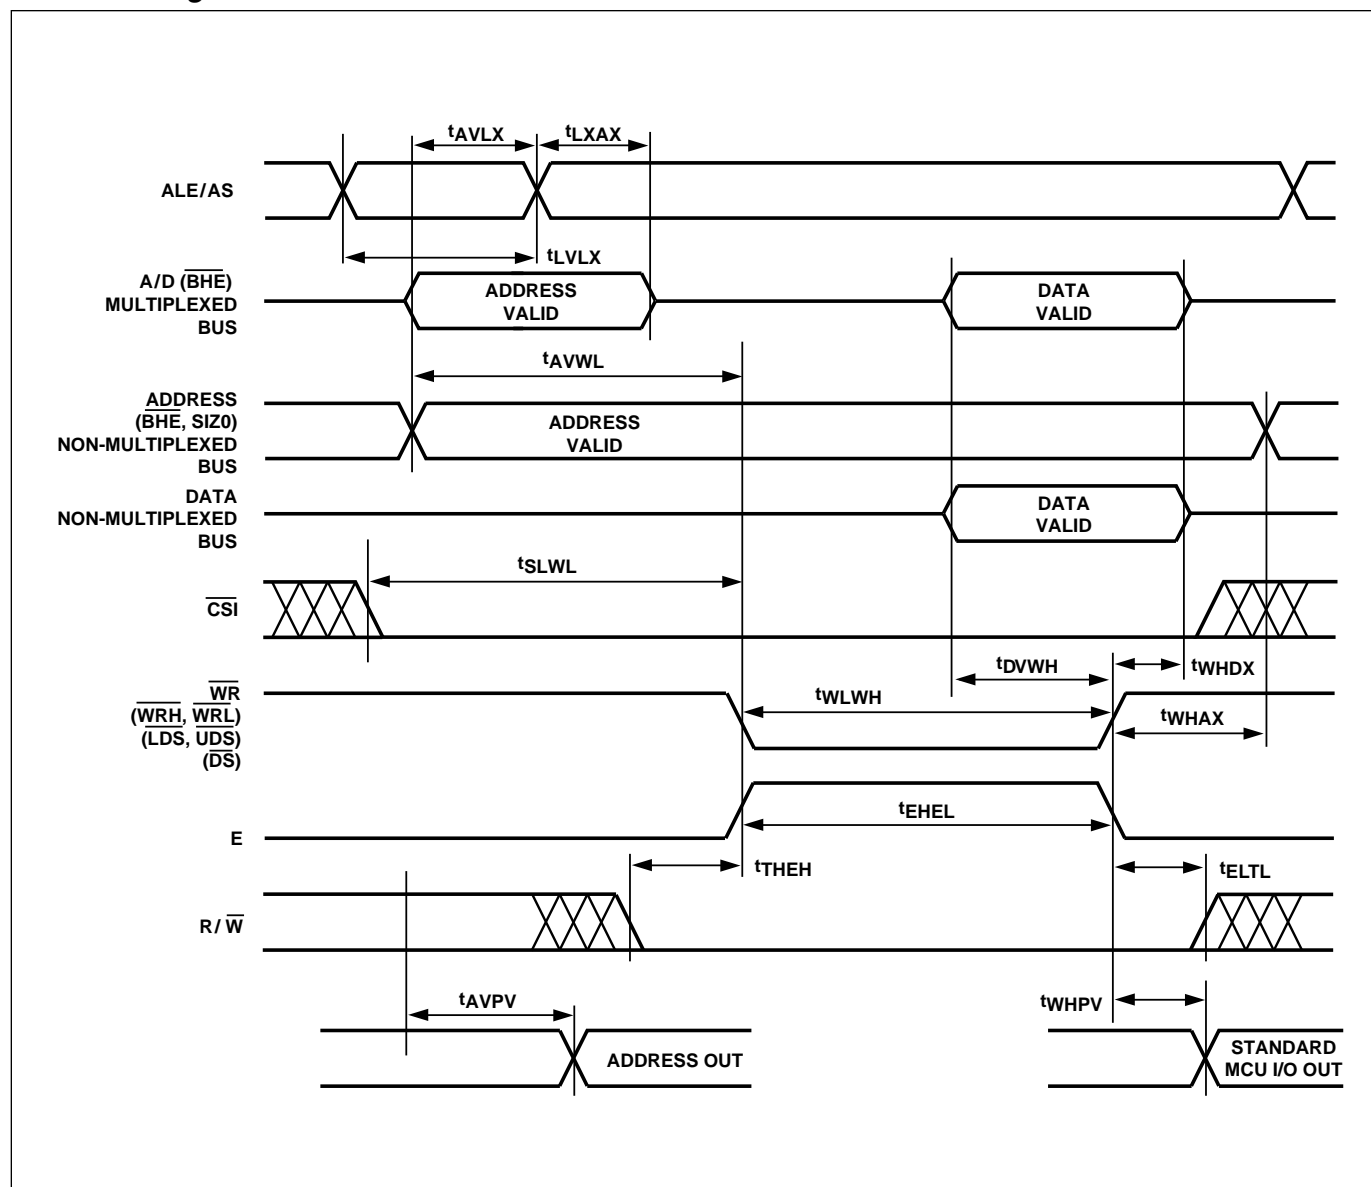 tAVLX tLXAX
ALE/AS
tLVLX
A/D (BHE)
MULTIPLEXED
BUS
ADDRESS
VALID
DATA
VALID
tAVWL
ADDRESS
(BHE, SIZ0)
NON-MULTIPLEXED
BUS
ADDRESS
VALID
DATA
NON-MULTIPLEXED
BUS
DATA
VALID
tSLWL
CSI
tDVWH tWHDX
WR
(WRH, WRL)
(LDS, UDS)
(DS)
tWLWH
tWHAX
E
tEHEL
tTHEH tELTL
R/W
tAVPV tWHPV
ADDRESS OUT
STANDARD
MCU I/O OUT